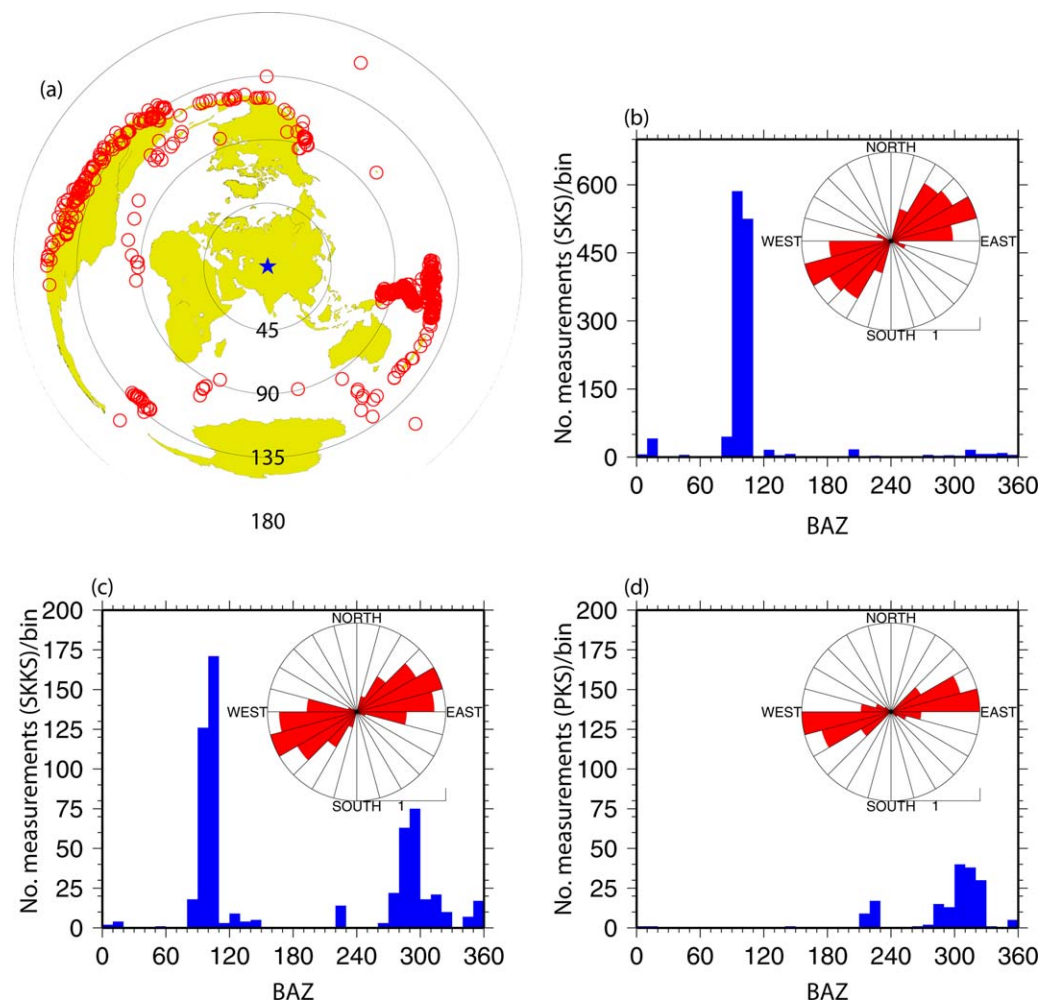 (a)
45
90
135
180
(b)
No. measurements (SKS)/bin
600
450
300
150
0
NORTH
WEST EAST
SOUTH 1
0 60 120 180 240 300 360
BAZ
(c)
No. measurements (SKKS)/bin
200
175
150
125
100
75
50
25
0
NORTH
WEST EAST
SOUTH 1
0 60 120 180 240 300 360
BAZ
(d)
No. measurements (PKS)/bin
200
175
150
125
100
75
50
25
0
NORTH
WEST EAST
SOUTH 1
0 60 120 180 240 300 360
BAZ